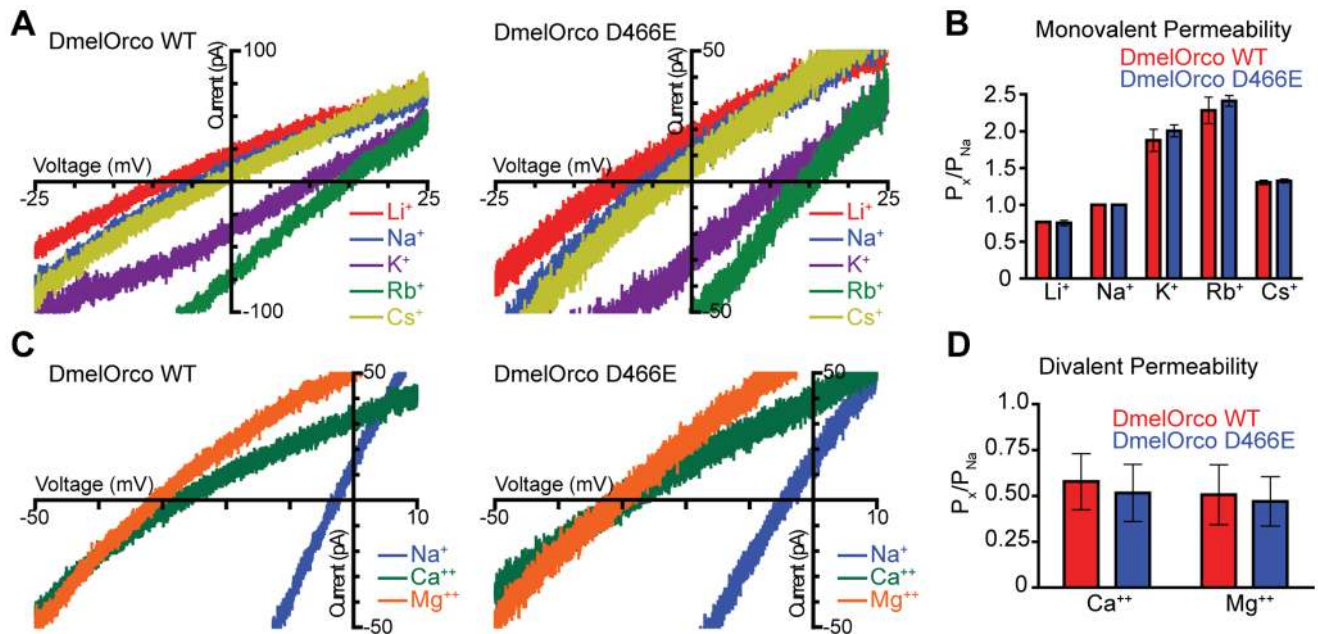 A
DmelOrco WT
100
Current (pA)
Voltage (mV)
-25
25
-100
Li⁺
Na⁺
K⁺
Rb⁺
Cs⁺
DmelOrco D466E
50
Current (pA)
Voltage (mV)
-25
25
-50
Li⁺
Na⁺
K⁺
Rb⁺
Cs⁺
B
Monovalent Permeability
DmelOrco WT
DmelOrco D466E
Pₓ/P_Na
2.5
2.0
1.5
1.0
0.5
0
Li⁺ Na⁺ K⁺ Rb⁺ Cs⁺
C
DmelOrco WT
50
Voltage (mV)
-50
10
Current (pA)
-50
Na⁺
Ca⁺⁺
Mg⁺⁺
DmelOrco D466E
50
Voltage (mV)
-50
10
Current (pA)
-50
Na⁺
Ca⁺⁺
Mg⁺⁺
D
Divalent Permeability
DmelOrco WT
DmelOrco D466E
Pₓ/P_Na
1.0
0.75
0.50
0.25
0
Ca⁺⁺ Mg⁺⁺